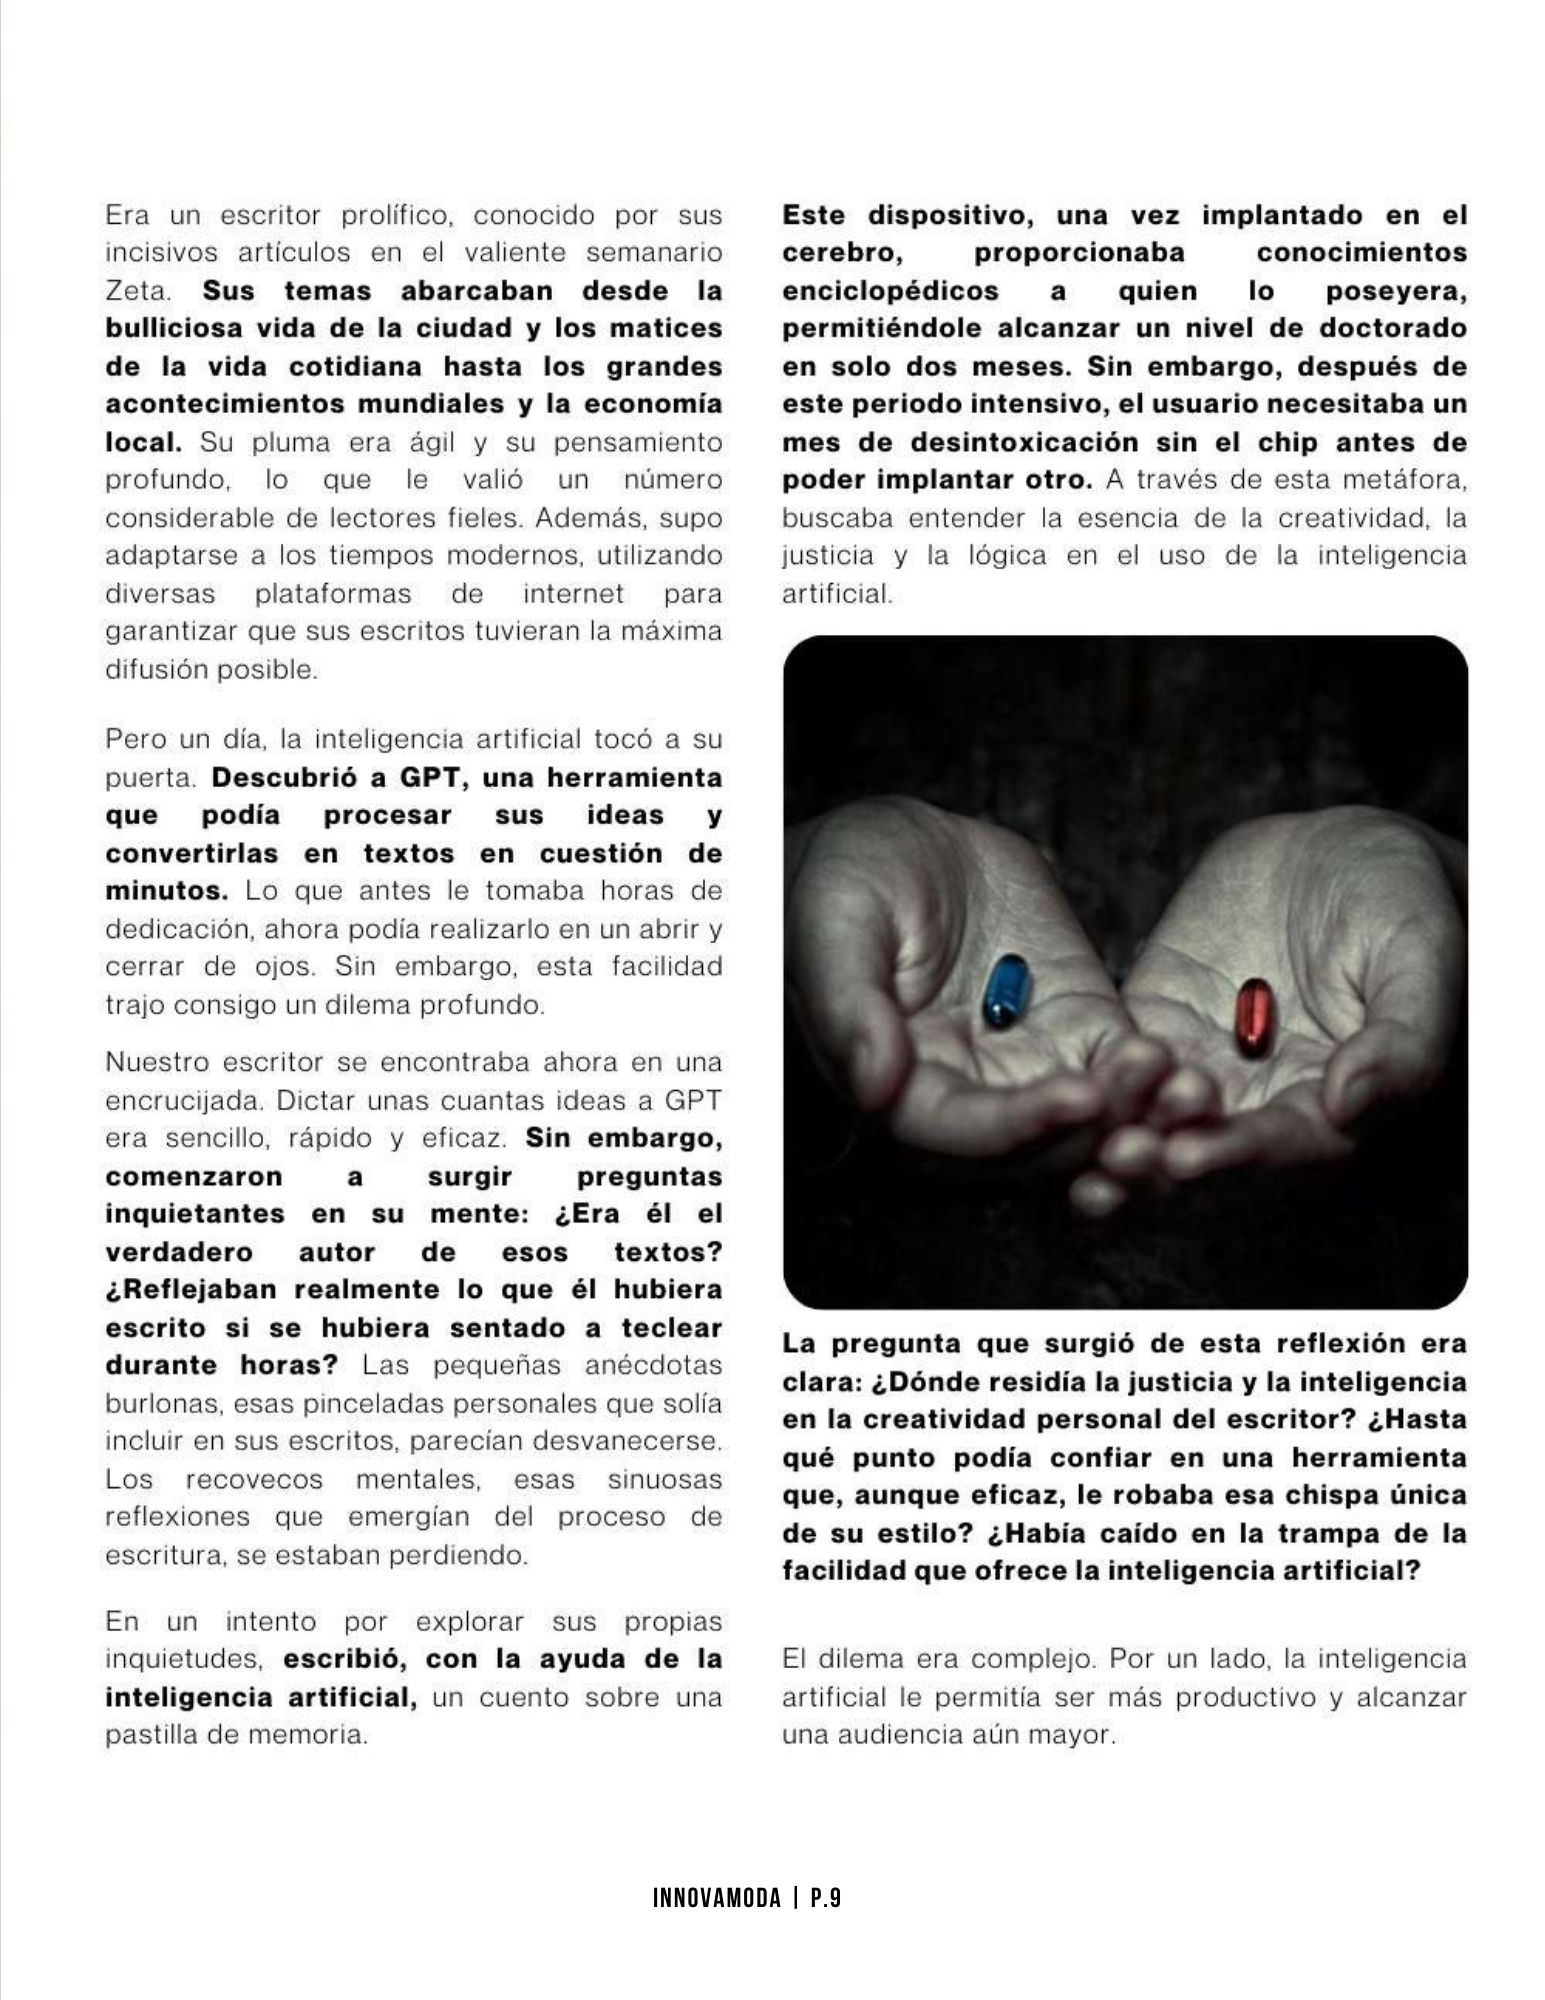 Era un escritor prolífico, conocido por sus
incisivos artículos en el valiente semanario
Zeta. Sus temas abarcaban desde la
bulliciosa vida de la ciudad y los matices
de la vida cotidiana hasta los grandes
acontecimientos mundiales y la economía
local. Su pluma era ágil y su pensamiento
profundo, lo que le valió un número
considerable de lectores fieles. Además, supo
adaptarse a los tiempos modernos, utilizando
diversas plataformas de internet para
garantizar que sus escritos tuvieran la máxima
difusión posible.
Pero un día, la inteligencia artificial tocó a su
puerta. Descubrió a GPT, una herramienta
que podía procesar sus ideas y
convertirlas en textos en cuestión de
minutos. Lo que antes le tomaba horas de
dedicación, ahora podía realizarlo en un abrir y
cerrar de ojos. Sin embargo, esta facilidad
trajo consigo un dilema profundo.
Nuestro escritor se encontraba ahora en una
encrucijada. Dictar unas cuantas ideas a GPT
era sencillo, rápido y eficaz. Sin embargo,
comenzaron a surgir preguntas
inquietantes en su mente: ¿Era él el
verdadero autor de esos textos?
¿Reflejaban realmente lo que él hubiera
escrito si se hubiera sentado a teclear
durante horas? Las pequeñas anécdotas
burlonas, esas pinceladas personales que solía
incluir en sus escritos, parecían desvanecerse.
Los recovecos mentales, esas sinuosas
reflexiones que emergían del proceso de
escritura, se estaban perdiendo.
En un intento por explorar sus propias
inquietudes, escribió, con la ayuda de la
inteligencia artificial, un cuento sobre una
pastilla de memoria.
Este dispositivo, una vez implantado en el
cerebro, proporcionaba conocimientos
enciclopédicos a quien lo poseyera,
permitiéndole alcanzar un nivel de doctorado
en solo dos meses. Sin embargo, después de
este periodo intensivo, el usuario necesitaba un
mes de desintoxicación sin el chip antes de
poder implantar otro. A través de esta metáfora,
buscaba entender la esencia de la creatividad, la
justicia y la lógica en el uso de la inteligencia
artificial.
La pregunta que surgió de esta reflexión era
clara: ¿Dónde residía la justicia y la inteligencia
en la creatividad personal del escritor? ¿Hasta
qué punto podía confiar en una herramienta
que, aunque eficaz, le robaba esa chispa única
de su estilo? ¿Había caído en la trampa de la
facilidad que ofrece la inteligencia artificial?
El dilema era complejo. Por un lado, la inteligencia
artificial le permitía ser más productivo y alcanzar
una audiencia aún mayor.
INNOVAMODA | P.9